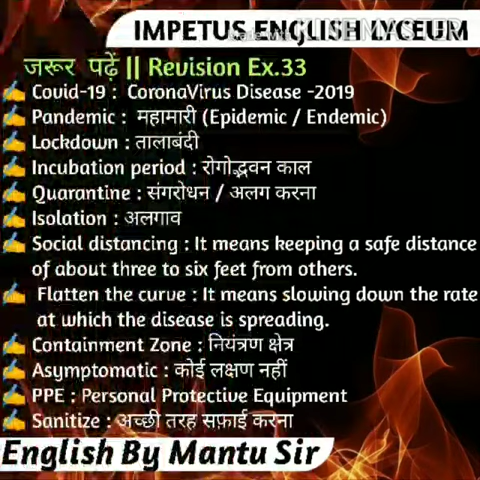 IMPETUS ENGLISH LYCEUM
KINEMASTER
जरूर पढ़ें || Revision Ex.33
✍ Covid-19 : CoronaVirus Disease -2019
✍ Pandemic : महामारी (Epidemic / Endemic)
✍ Lockdown : तालाबंदी
✍ Incubation period : रोगोद्भवन काल
✍ Quarantine : संगरोधन / अलग करना
✍ Isolation : अलगाव
✍ Social distancing : It means keeping a safe distance
of about three to six feet from others.
✍ Flatten the curve : It means slowing down the rate
at which the disease is spreading.
✍ Containment Zone : नियंत्रण क्षेत्र
✍ Asymptomatic : कोई लक्षण नहीं
✍ PPE : Personal Protective Equipment
✍ Sanitize : अच्छी तरह सफ़ाई करना
English By Mantu Sir